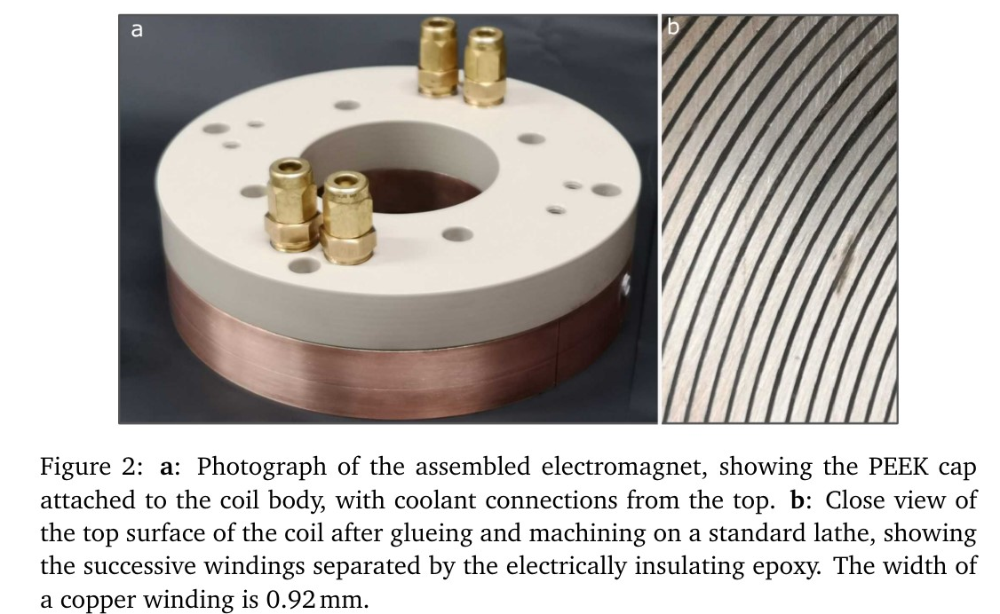 a
b
Figure 2: a: Photograph of the assembled electromagnet, showing the PEEK cap
attached to the coil body, with coolant connections from the top. b: Close view of
the top surface of the coil after glueing and machining on a standard lathe, showing
the successive windings separated by the electrically insulating epoxy. The width of
a copper winding is 0.92 mm.